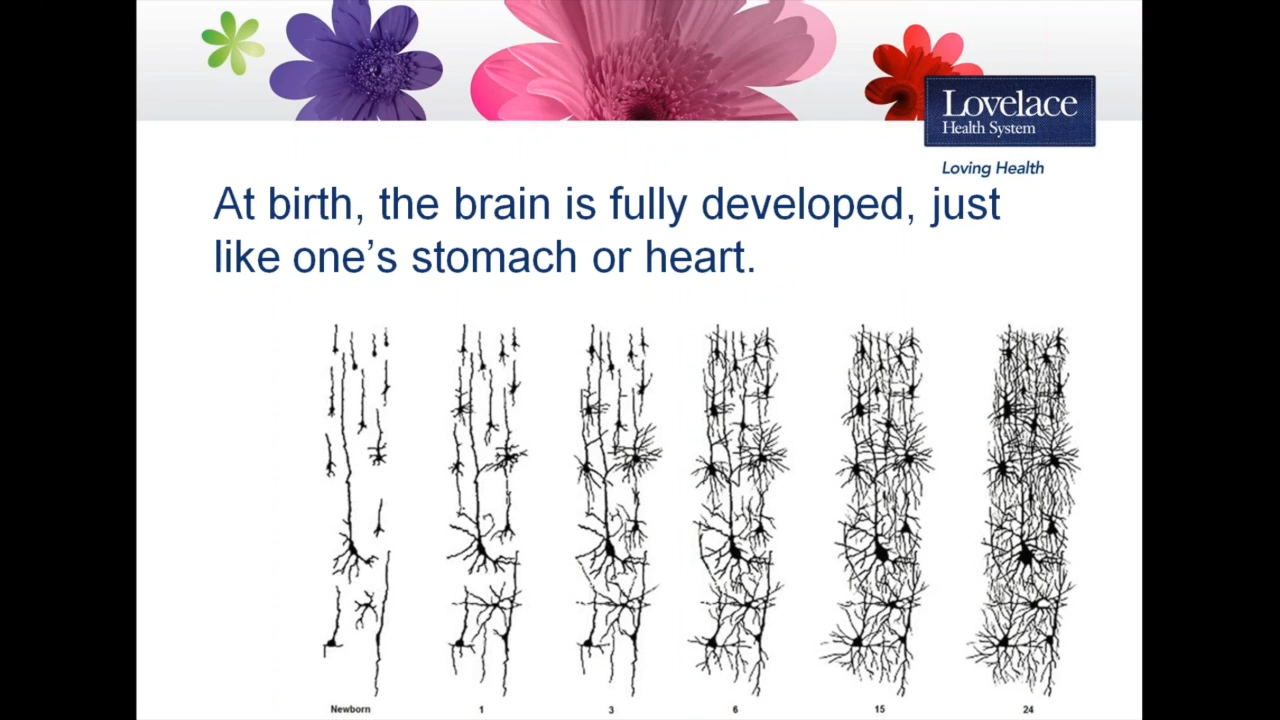 Lovelace
Health System
Loving Health
At birth, the brain is fully developed, just
like one’s stomach or heart.
Newborn 1 3 6 15 24